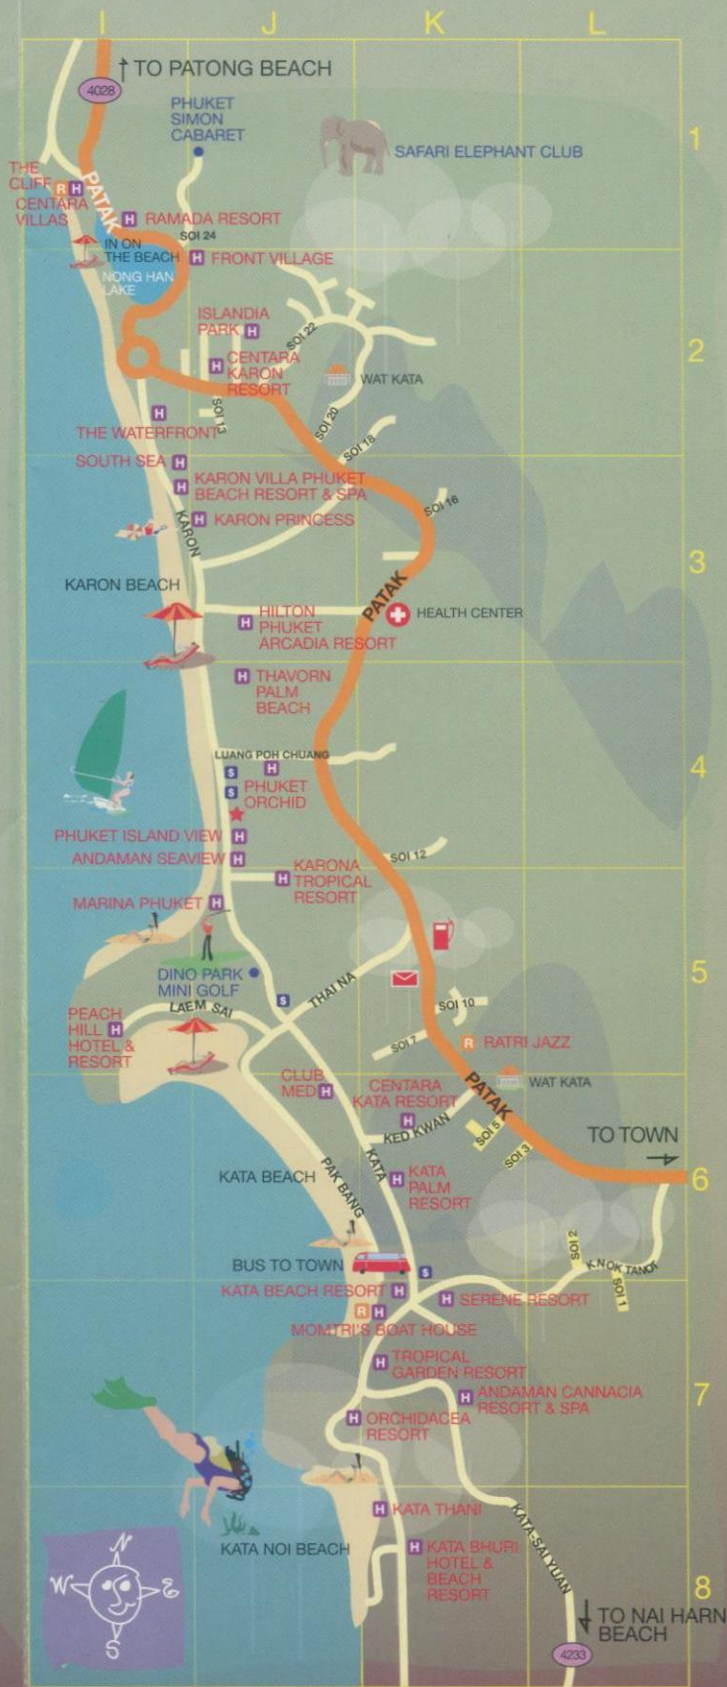 I J K L
TO PATONG BEACH
4028
PHUKET
SIMON
CABARET
1
SAFARI ELEPHANT CLUB
THE
CLIFF R H
CENTARA
VILLAS
PATAK
H RAMADA RESORT
SOI 24
IN ON
THE BEACH
H FRONT VILLAGE
NONG HAN
LAKE
ISLANDIA
PARK H
SOI 22
2
H CENTARA
KARON
RESORT
WAT KATA
SOI 13
SOI 20
H
THE WATERFRONT
SOI 18
SOUTH SEA H
H KARON VILLA PHUKET
BEACH RESORT & SPA
SOI 16
H KARON PRINCESS
KARON
3
KARON BEACH
PATAK
HEALTH CENTER
H HILTON
PHUKET
ARCADIA RESORT
H THAVORN
PALM
BEACH
LUANG POH CHUANG
4
S H
S PHUKET
ORCHID
PHUKET ISLAND VIEW H
ANDAMAN SEAVIEW H
SOI 12
H KARONA
TROPICAL
RESORT
MARINA PHUKET H
5
DINO PARK
MINI GOLF
S
THAI NA
SOI 10
LAEM SAI
PEACH
HILL H
HOTEL &
RESORT
SOI 7
R RATRI JAZZ
CLUB
MED H
CENTARA
KATA RESORT
H
PATAK
WAT KATA
KED KWAN
SOI 5
SOI 3
TO TOWN
6
KATA BEACH
PAK BANG
KATA
H KATA
PALM
RESORT
SOI 2
K.NOK TANOI
SOI 1
BUS TO TOWN
S
KATA BEACH RESORT H
H SERENE RESORT
R H
MOMTRI'S BOAT HOUSE
H TROPICAL
GARDEN RESORT
7
H ANDAMAN CANNACIA
RESORT & SPA
H ORCHIDACEA
RESORT
H KATA THANI
KATA NOI BEACH
H KATA BHURI
HOTEL &
BEACH
RESORT
KATA-SAI YUAN
8
N
W E
S
TO NAI HARN
BEACH
4233